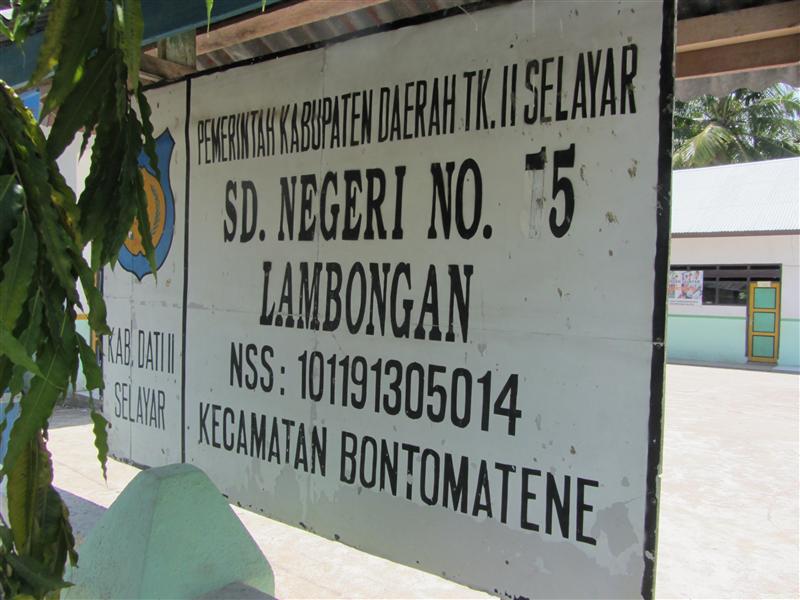 PEMERINTAH KABUPATEN DAERAH TK. II SELAYAR
SD. NEGERI NO. 15
LAMBONGAN
NSS : 101191305014
KECAMATAN BONTOMATENE
KAB. DATI II
SELAYAR